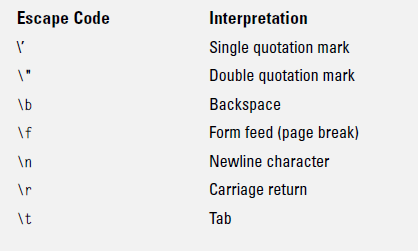 Escape Code Interpretation
\’ Single quotation mark
\" Double quotation mark
\b Backspace
\f Form feed (page break)
\n Newline character
\r Carriage return
\t Tab